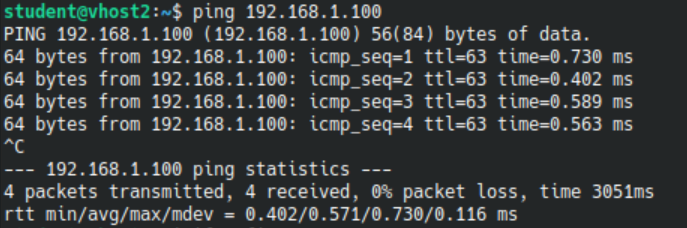 student@vhost2:~$ ping 192.168.1.100
PING 192.168.1.100 (192.168.1.100) 56(84) bytes of data.
64 bytes from 192.168.1.100: icmp_seq=1 ttl=63 time=0.730 ms
64 bytes from 192.168.1.100: icmp_seq=2 ttl=63 time=0.402 ms
64 bytes from 192.168.1.100: icmp_seq=3 ttl=63 time=0.589 ms
64 bytes from 192.168.1.100: icmp_seq=4 ttl=63 time=0.563 ms
^C
--- 192.168.1.100 ping statistics ---
4 packets transmitted, 4 received, 0% packet loss, time 3051ms
rtt min/avg/max/mdev = 0.402/0.571/0.730/0.116 ms